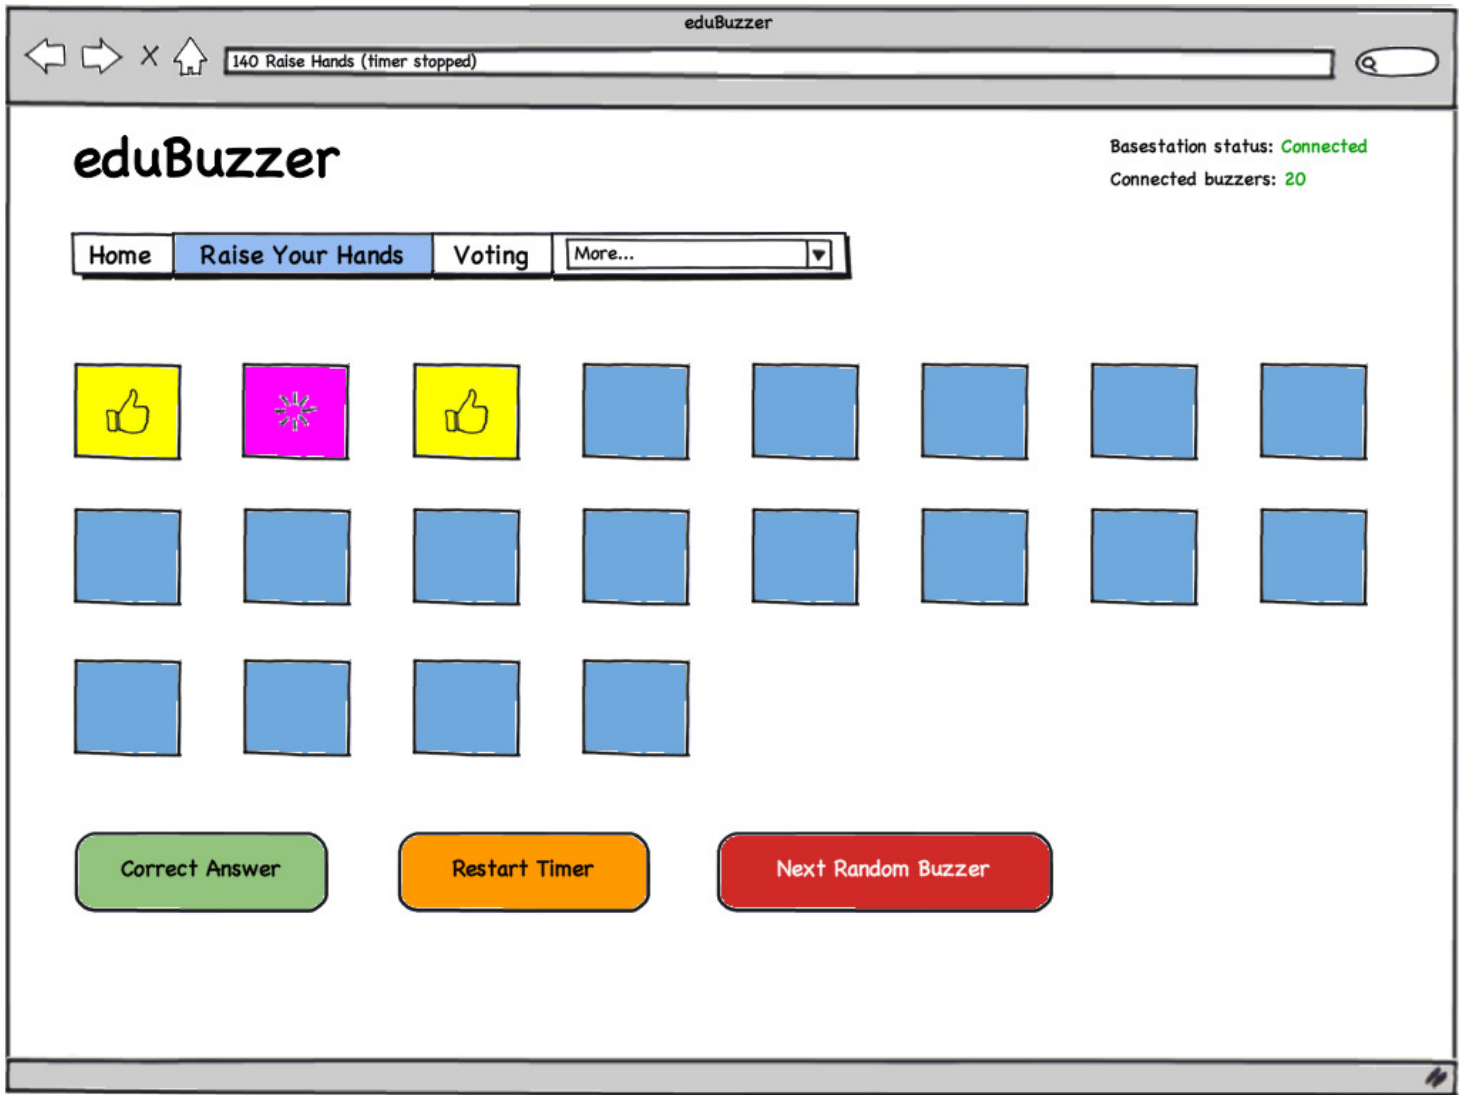 eduBuzzer
140 Raise Hands (timer stopped)
eduBuzzer
Basestation status: Connected
Connected buzzers: 20
Home Raise Your Hands Voting More...
Correct Answer Restart Timer Next Random Buzzer